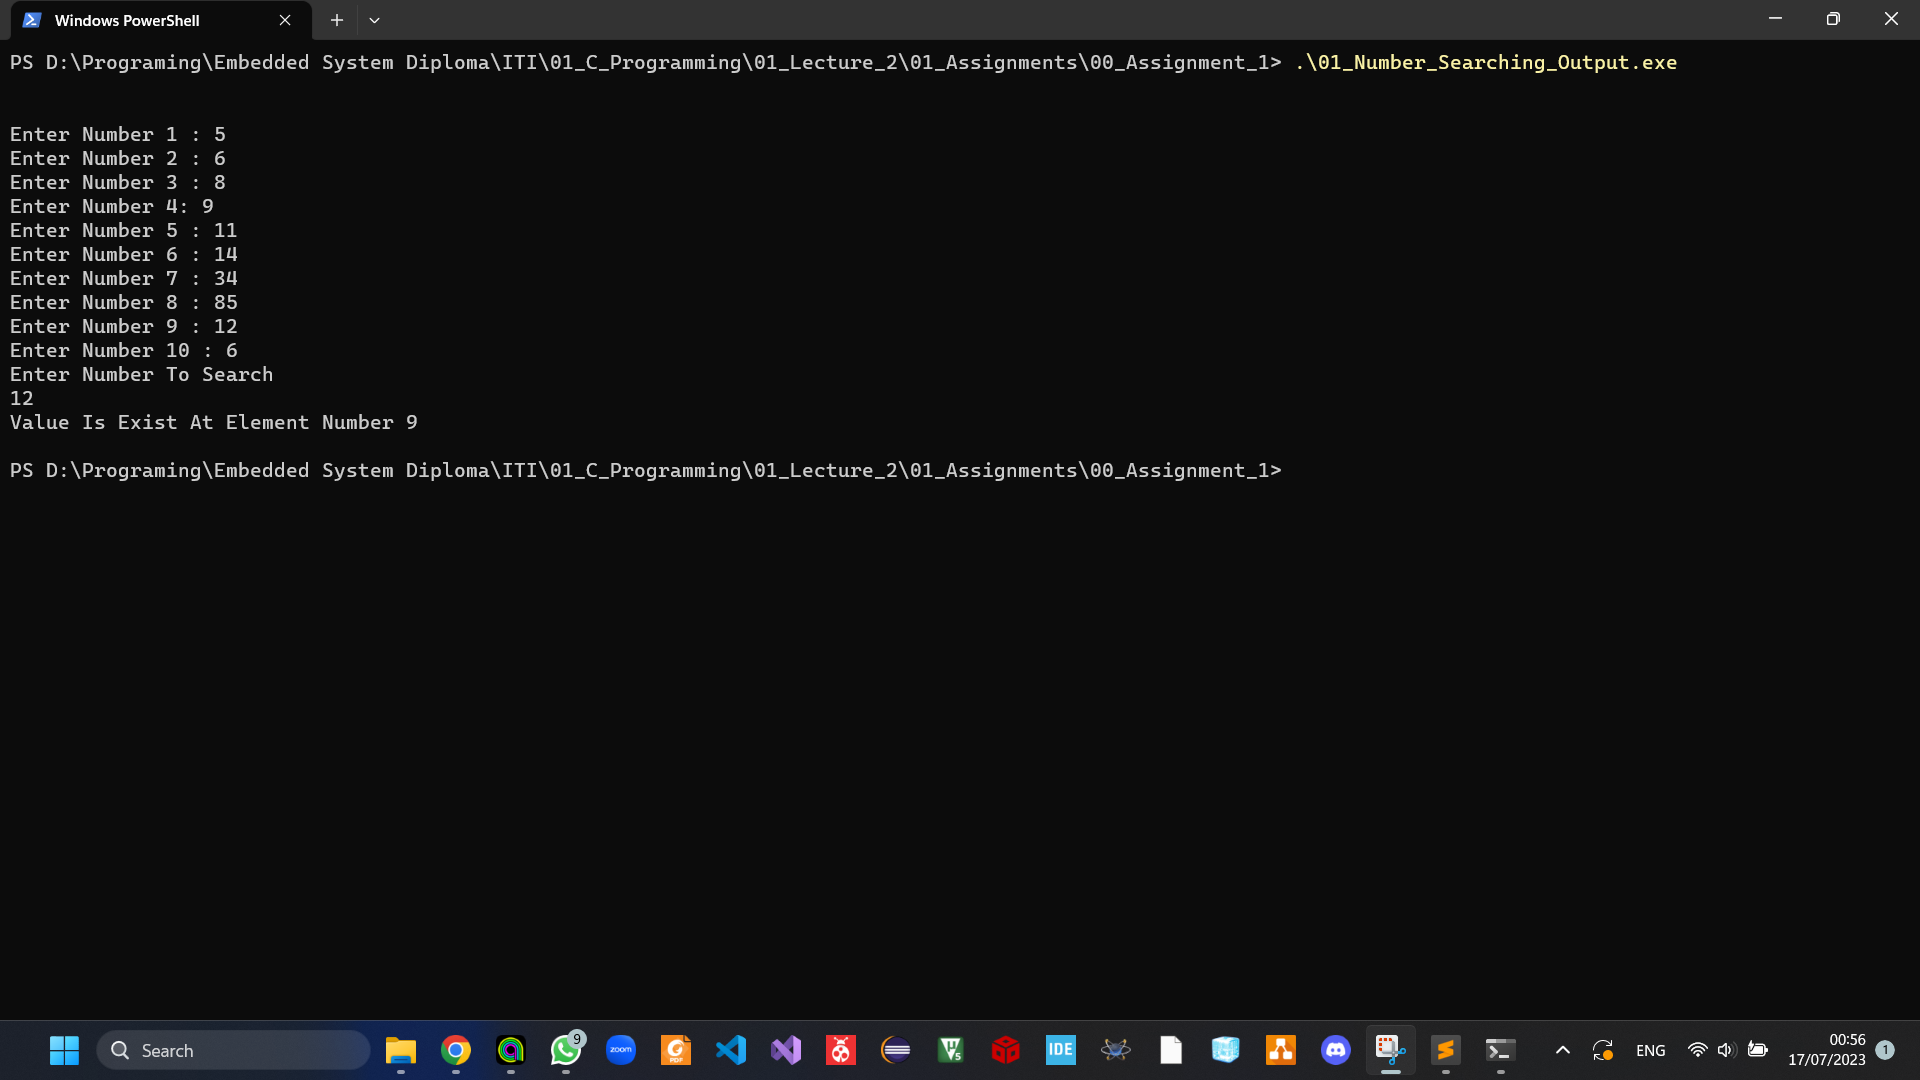 Windows PowerShell
PS D:\Programing\Embedded System Diploma\ITI\01_C_Programming\01_Lecture_2\01_Assignments\00_Assignment_1> .\01_Number_Searching_Output.exe
Enter Number 1 : 5
Enter Number 2 : 6
Enter Number 3 : 8
Enter Number 4: 9
Enter Number 5 : 11
Enter Number 6 : 14
Enter Number 7 : 34
Enter Number 8 : 85
Enter Number 9 : 12
Enter Number 10 : 6
Enter Number To Search
12
Value Is Exist At Element Number 9
PS D:\Programing\Embedded System Diploma\ITI\01_C_Programming\01_Lecture_2\01_Assignments\00_Assignment_1>
Search
9
zoom
PDF
5
IDE
ENG
00:56
17/07/2023
1